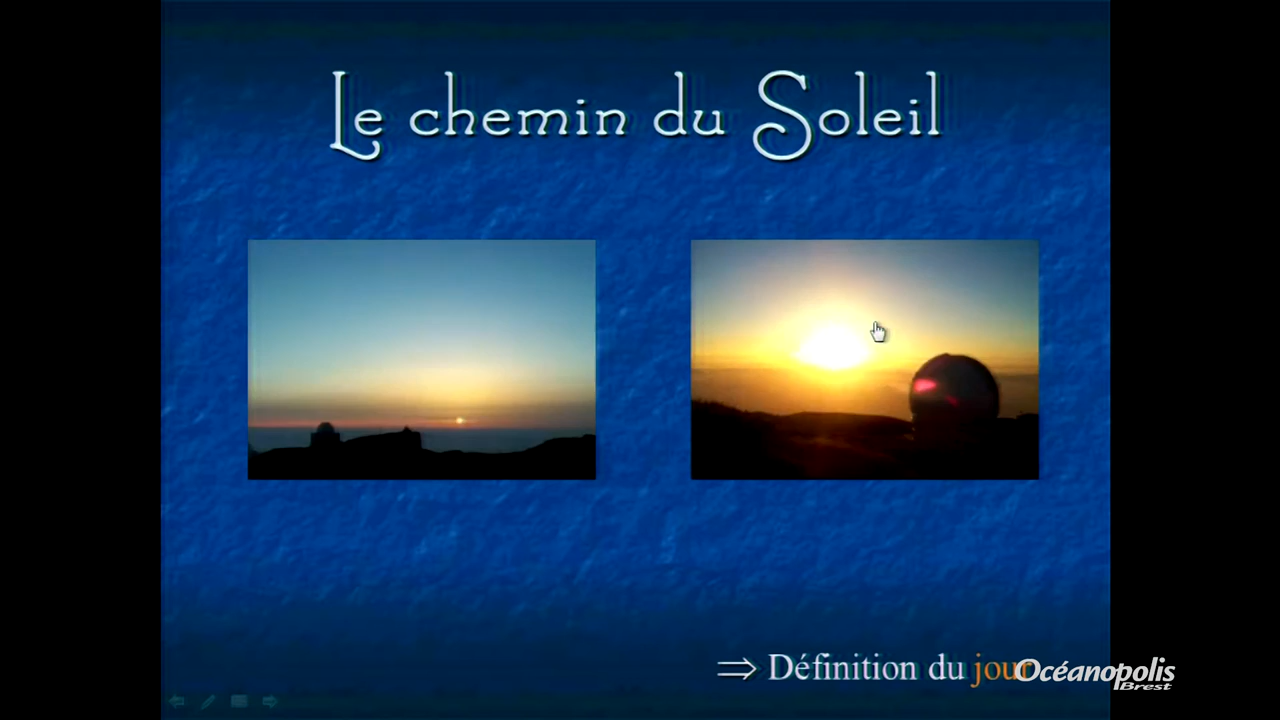 Le chemin du Soleil
⇒ Définition du jour
Océanopolis
Brest